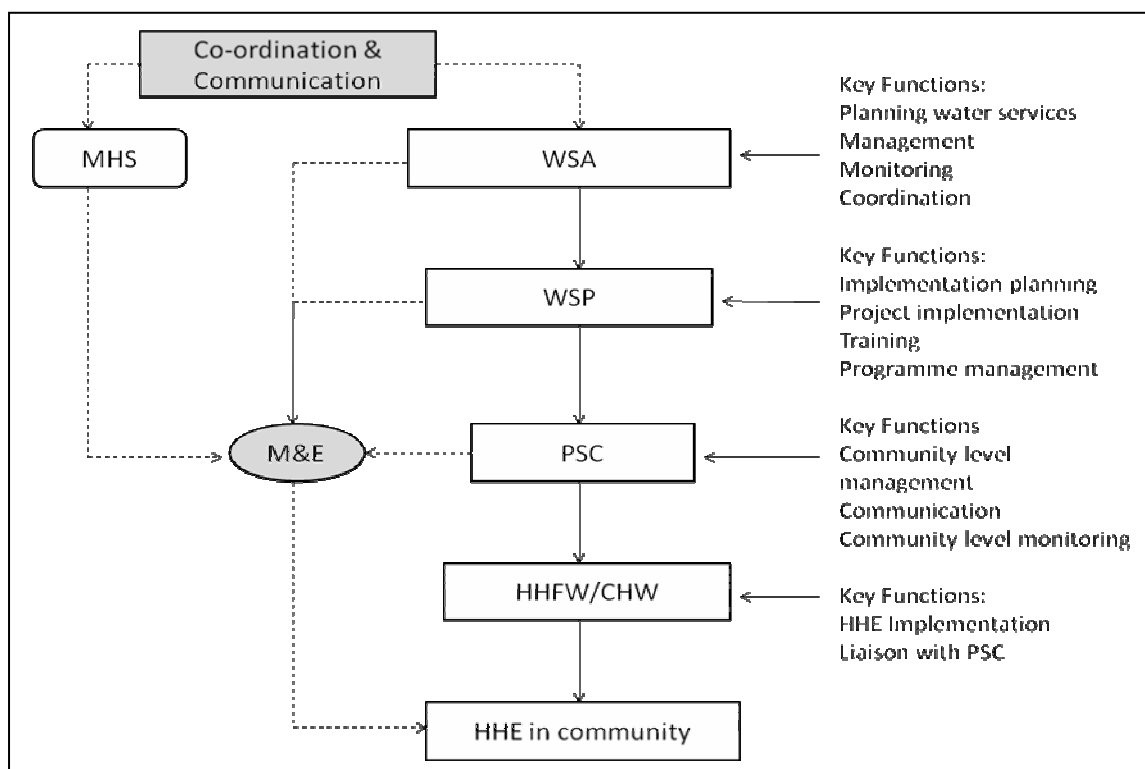 Co-ordination &
Communication
MHS
WSA
Key Functions:
Planning water services
Management
Monitoring
Coordination
WSP
Key Functions:
Implementation planning
Project implementation
Training
Programme management
M&E
PSC
Key Functions
Community level
management
Communication
Community level monitoring
HHFW/CHW
Key Functions:
HHE Implementation
Liaison with PSC
HHE in community